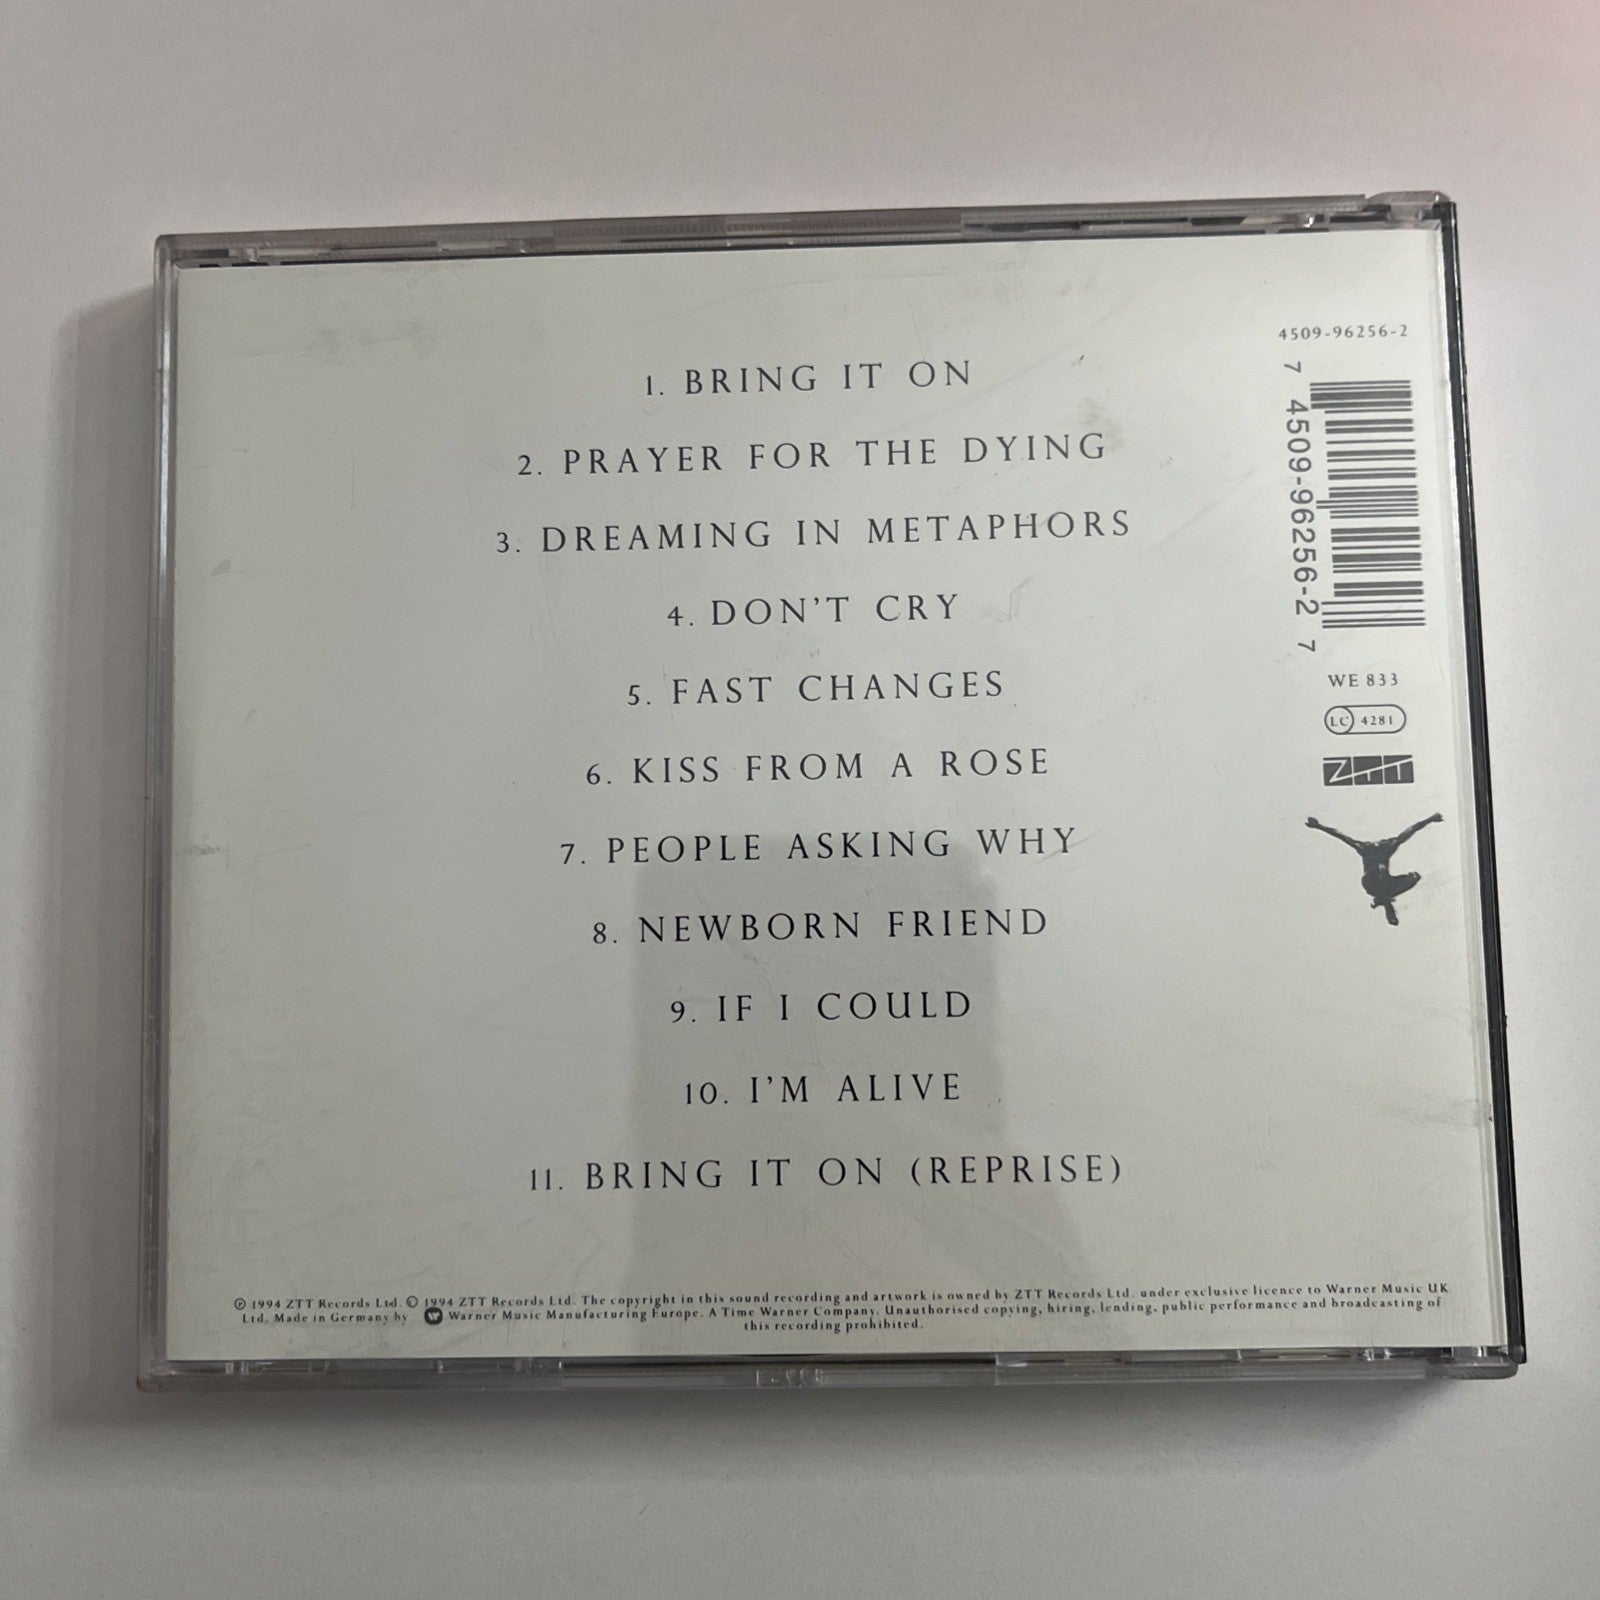 1. BRING IT ON
2. PRAYER FOR THE DYING
3. DREAMING IN METAPHORS
4. DON'T CRY
5. FAST CHANGES
6. KISS FROM A ROSE
7. PEOPLE ASKING WHY
8. NEWBORN FRIEND
9. IF I COULD
10. I'M ALIVE
11. BRING IT ON (REPRISE)
4509-96256-2
7 4509-96256-2 7
WE 833
LC 4281
ZTT
℗ 1994 ZTT Records Ltd. © 1994 ZTT Records Ltd. The copyright in this sound recording and artwork is owned by ZTT Records Ltd. under exclusive licence to Warner Music UK
Ltd. Made in Germany by Warner Music Manufacturing Europe. A Time Warner Company. Unauthorised copying, hiring, lending, public performance and broadcasting of
this recording prohibited.